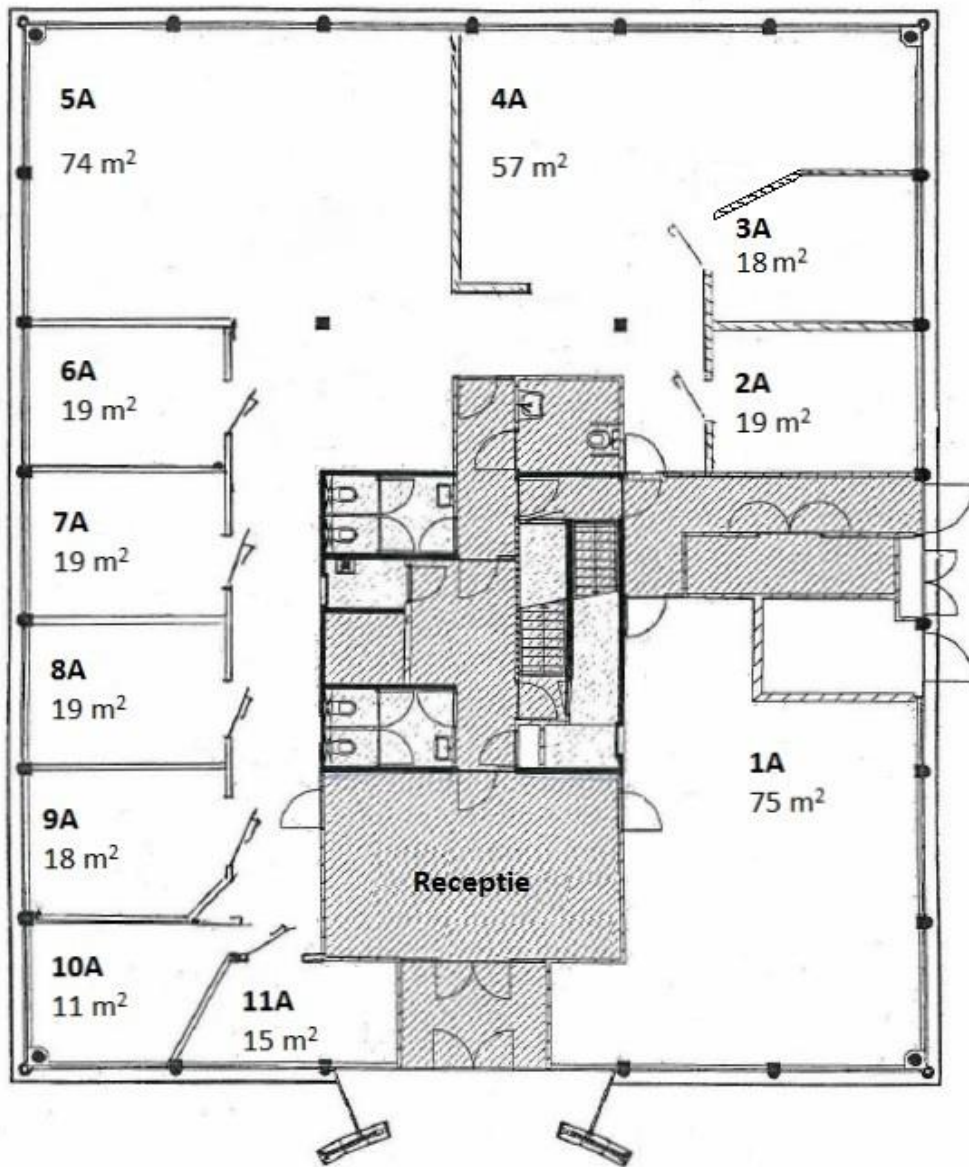 5A
74 m²
4A
57 m²
3A
18 m²
2A
19 m²
6A
19 m²
7A
19 m²
8A
19 m²
9A
18 m²
1A
75 m²
Receptie
10A
11 m²
11A
15 m²